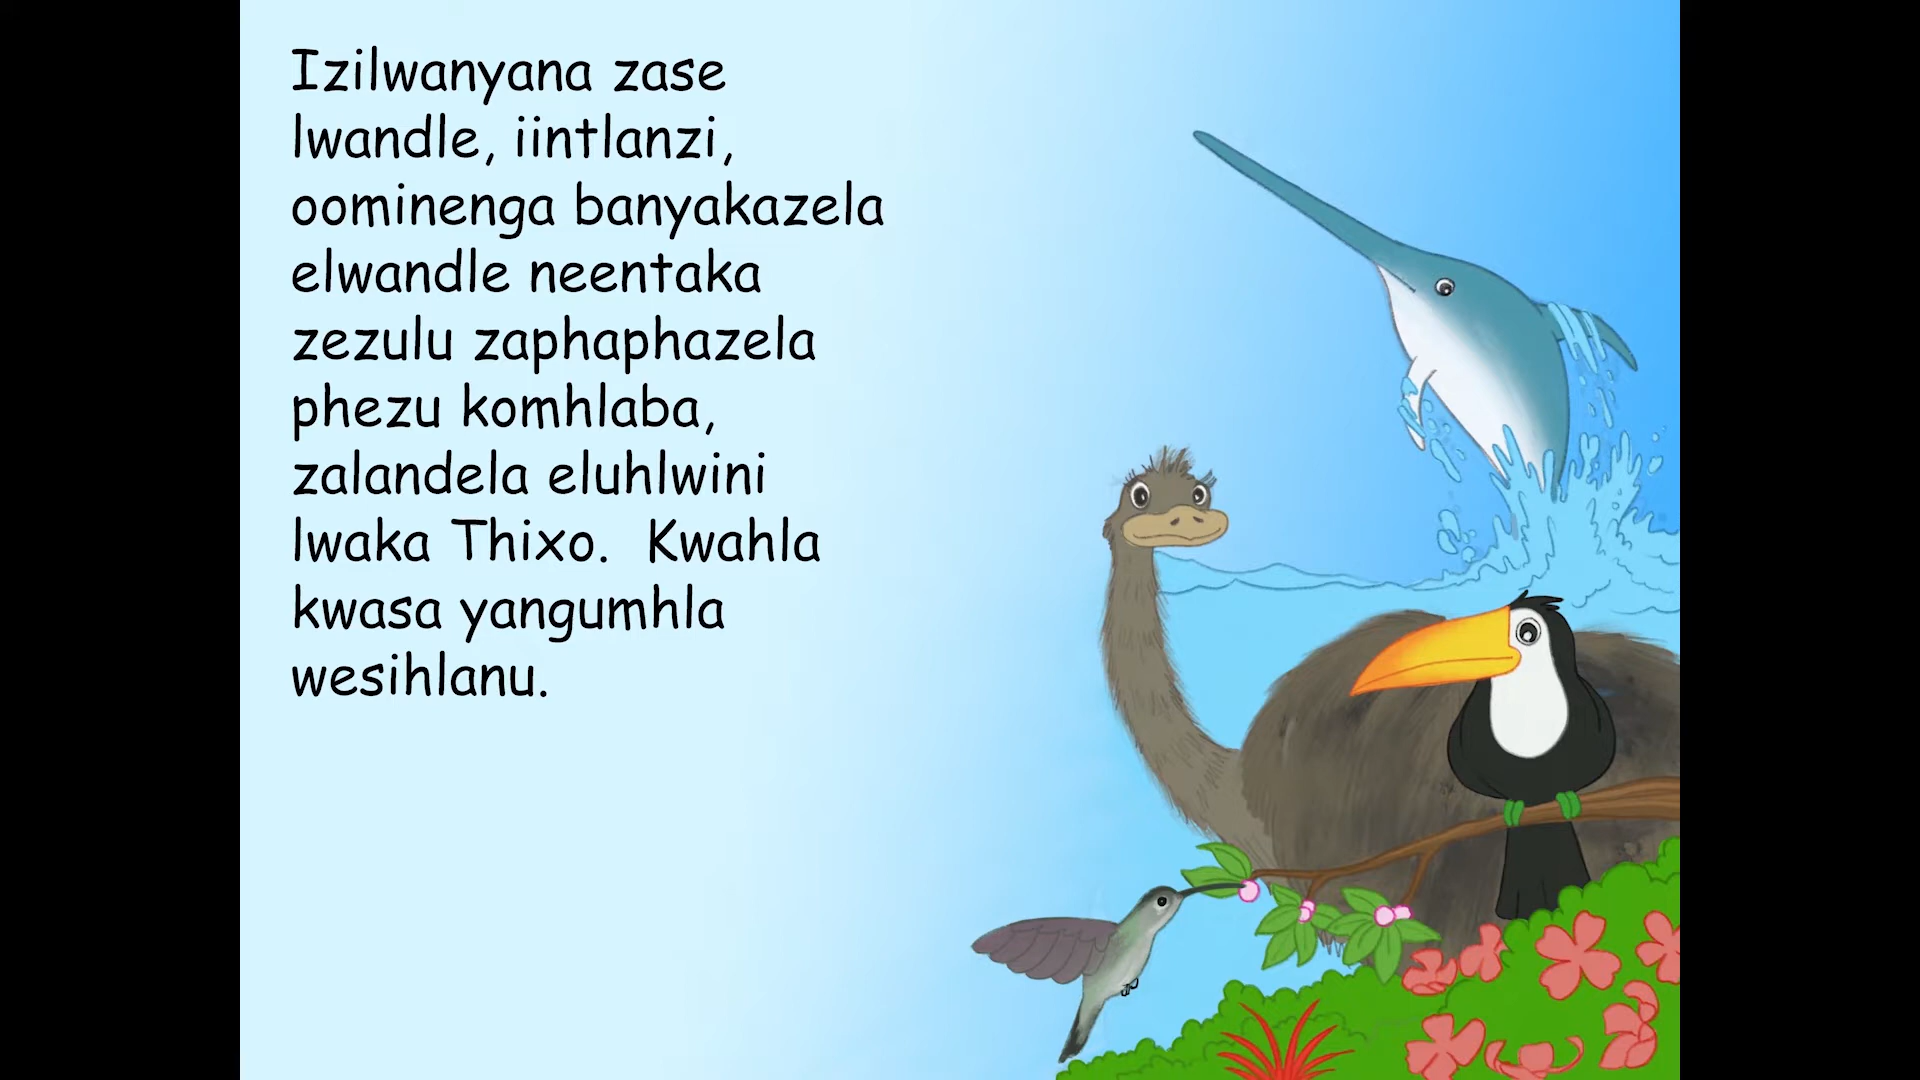 Izilwanyana zase
lwandle, iintlanzi,
oominenga banyakazela
elwandle neentaka
zezulu zaphaphazela
phezu komhlaba,
zalandela eluhlwini
lwaka Thixo.  Kwahla
kwasa yangumhla
wesihlanu.